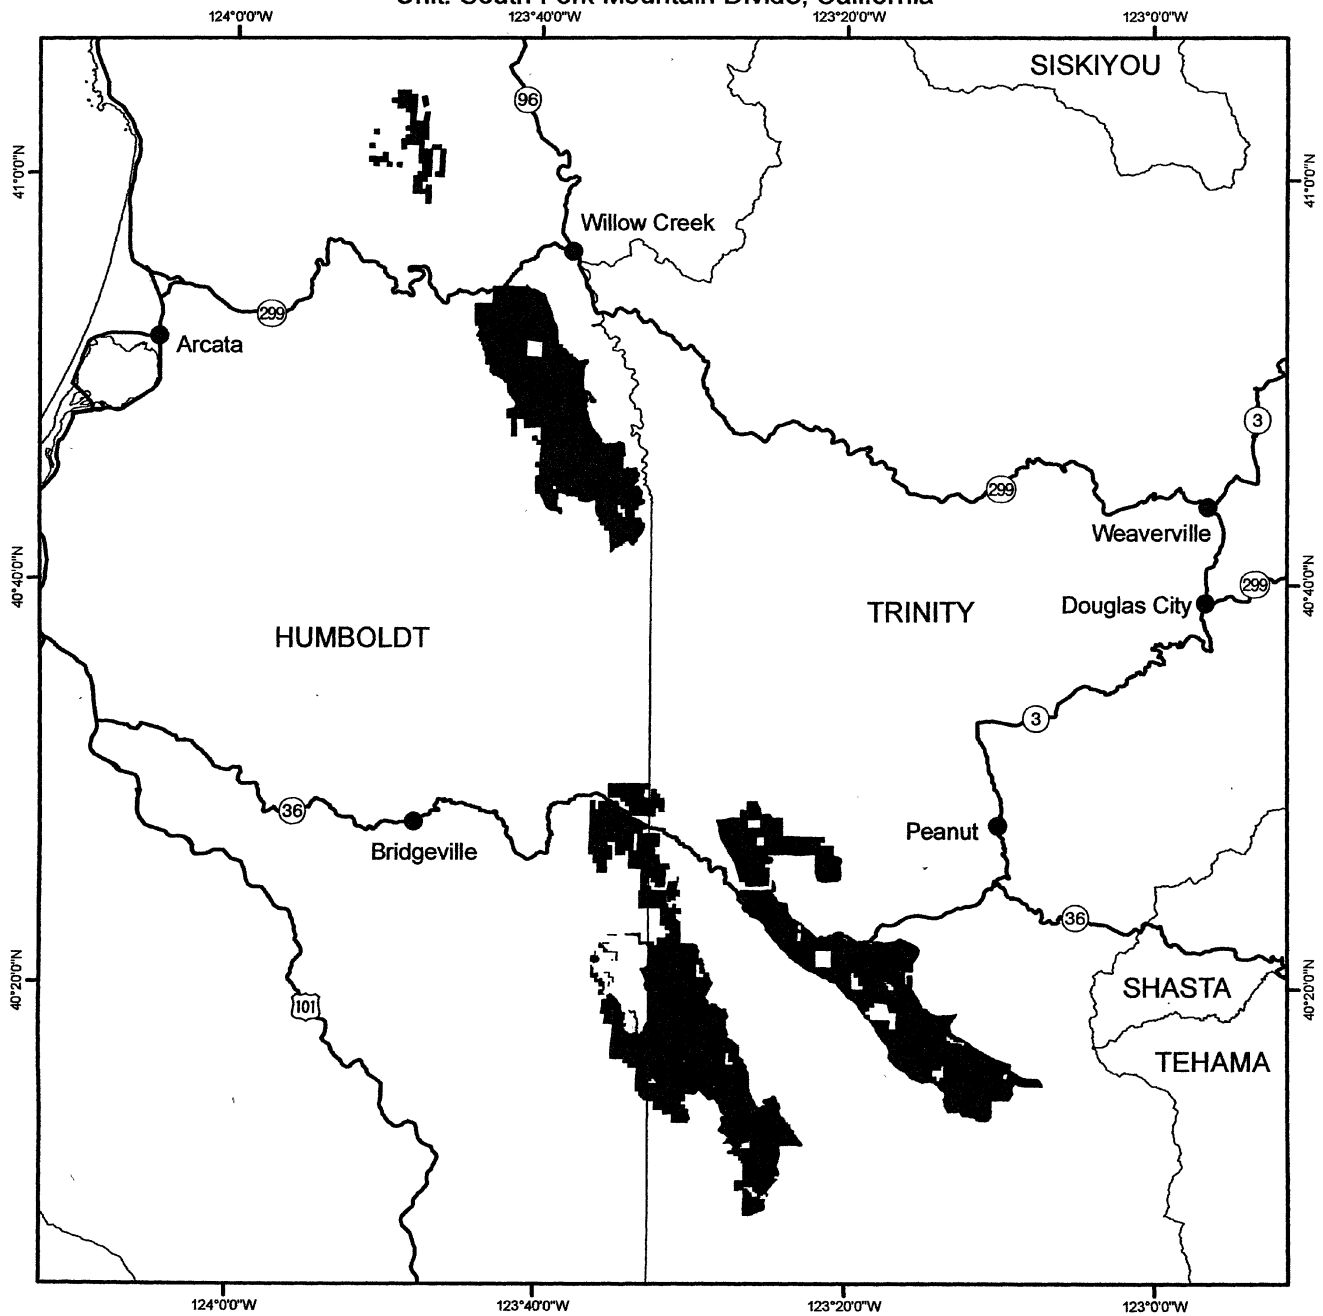 Unit: South Fork Mountain Divide, California
124°0'0"W 123°40'0"W 123°20'0"W 123°0'0"W
SISKIYOU
96
41°0'0"N 41°0'0"N
Willow Creek
299
Arcata
3
299
Weaverville
40°40'0"N 40°40'0"N
299
Douglas City
TRINITY
HUMBOLDT
3
36
Peanut
Bridgeville
36
40°20'0"N 40°20'0"N
SHASTA
101
TEHAMA
124°0'0"W 123°40'0"W 123°20'0"W 123°0'0"W